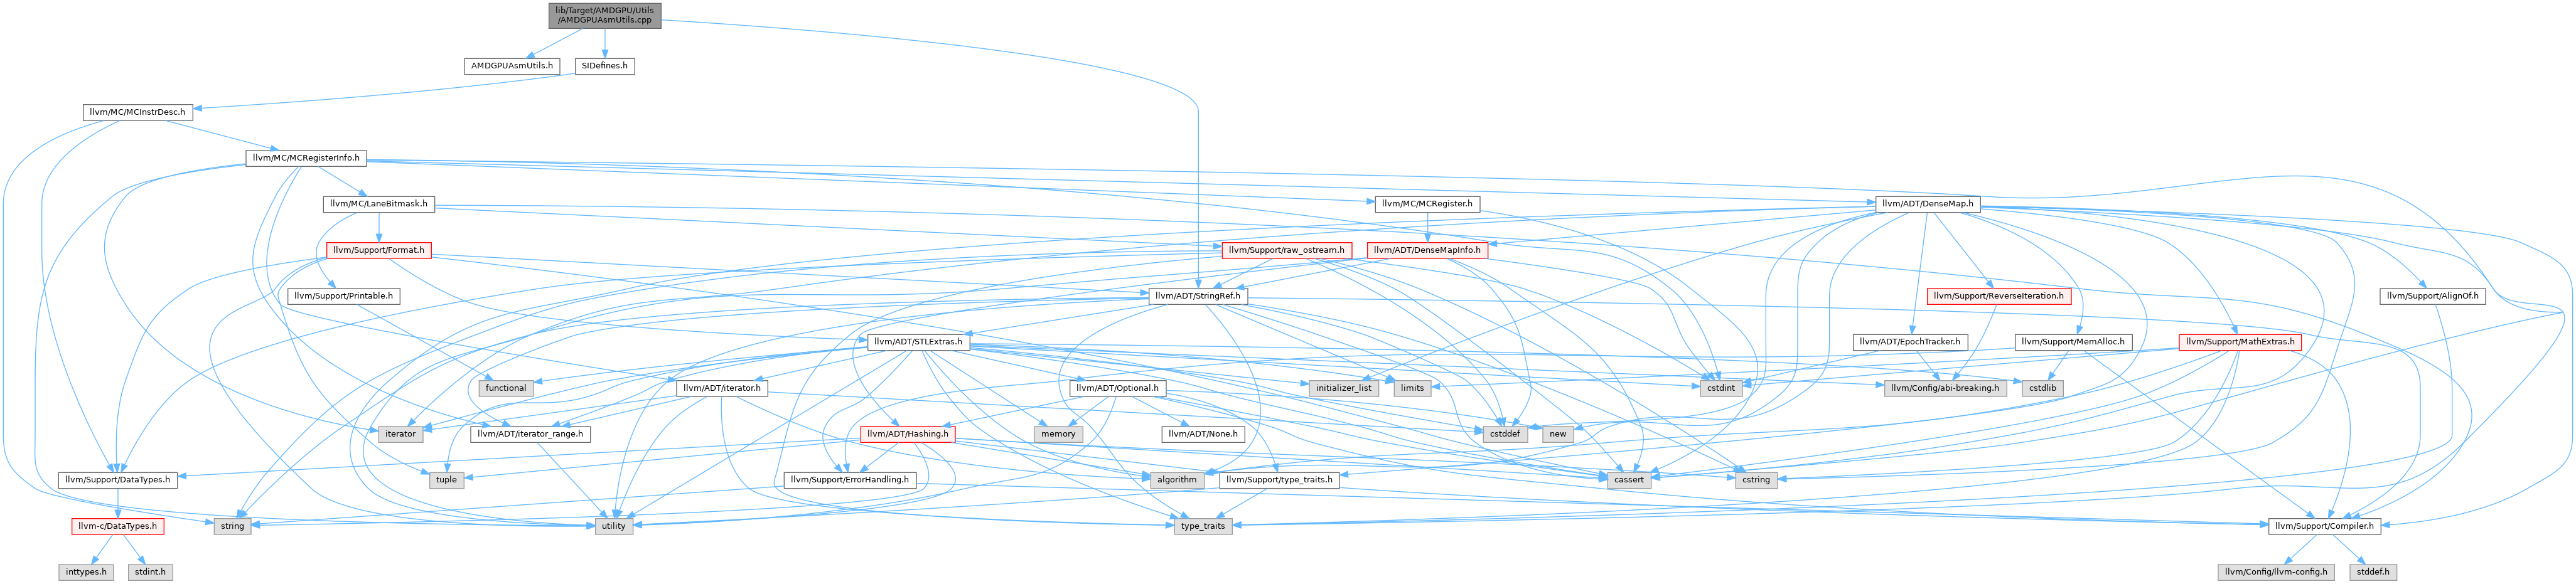 lib/Target/AMDGPU/Utils
/AMDGPUAsmUtils.cpp
AMDGPUAsmUtils.h
SIDefines.h
llvm/MC/MCInstrDesc.h
llvm/MC/MCRegisterInfo.h
llvm/MC/LaneBitmask.h
llvm/MC/MCRegister.h
llvm/ADT/DenseMap.h
llvm/Support/Format.h
llvm/Support/raw_ostream.h
llvm/ADT/DenseMapInfo.h
llvm/Support/Printable.h
llvm/ADT/StringRef.h
llvm/Support/ReverseIteration.h
llvm/Support/AlignOf.h
llvm/ADT/STLExtras.h
llvm/ADT/EpochTracker.h
llvm/Support/MemAlloc.h
llvm/Support/MathExtras.h
functional
llvm/ADT/iterator.h
llvm/ADT/Optional.h
initializer_list
limits
cstdint
llvm/Config/abi-breaking.h
cstdlib
iterator
llvm/ADT/iterator_range.h
llvm/ADT/Hashing.h
memory
llvm/ADT/None.h
cstddef
new
llvm/Support/DataTypes.h
tuple
llvm/Support/ErrorHandling.h
algorithm
llvm/Support/type_traits.h
cassert
cstring
llvm-c/DataTypes.h
string
utility
type_traits
llvm/Support/Compiler.h
inttypes.h
stdint.h
llvm/Config/llvm-config.h
stddef.h